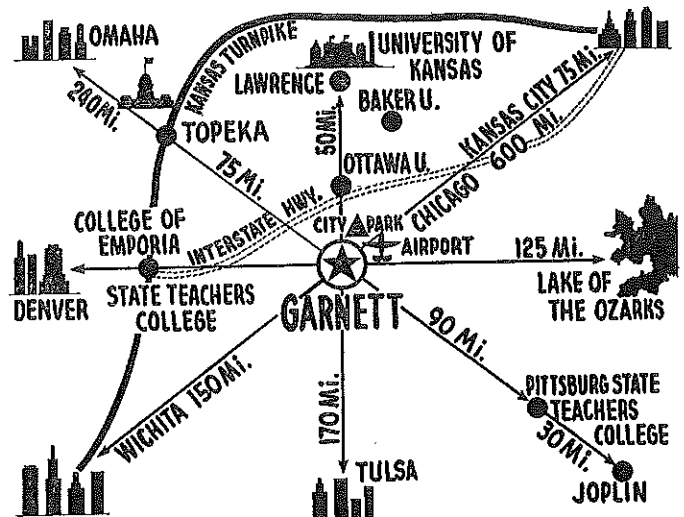 OMAHA
240 Mi.
KANSAS TURNPIKE
UNIVERSITY OF
KANSAS
LAWRENCE
BAKER U.
TOPEKA
50 Mi.
KANSAS CITY 75 Mi.
CHICAGO 600 Mi.
75 Mi.
OTTAWA U.
COLLEGE OF
EMPORIA
INTERSTATE HWY.
CITY PARK
AIRPORT
125 Mi.
DENVER
STATE TEACHERS
COLLEGE
GARNETT
LAKE OF
THE OZARKS
90 Mi.
WICHITA 150 Mi.
170 Mi.
PITTSBURG STATE
TEACHERS
COLLEGE
30 Mi.
TULSA
JOPLIN